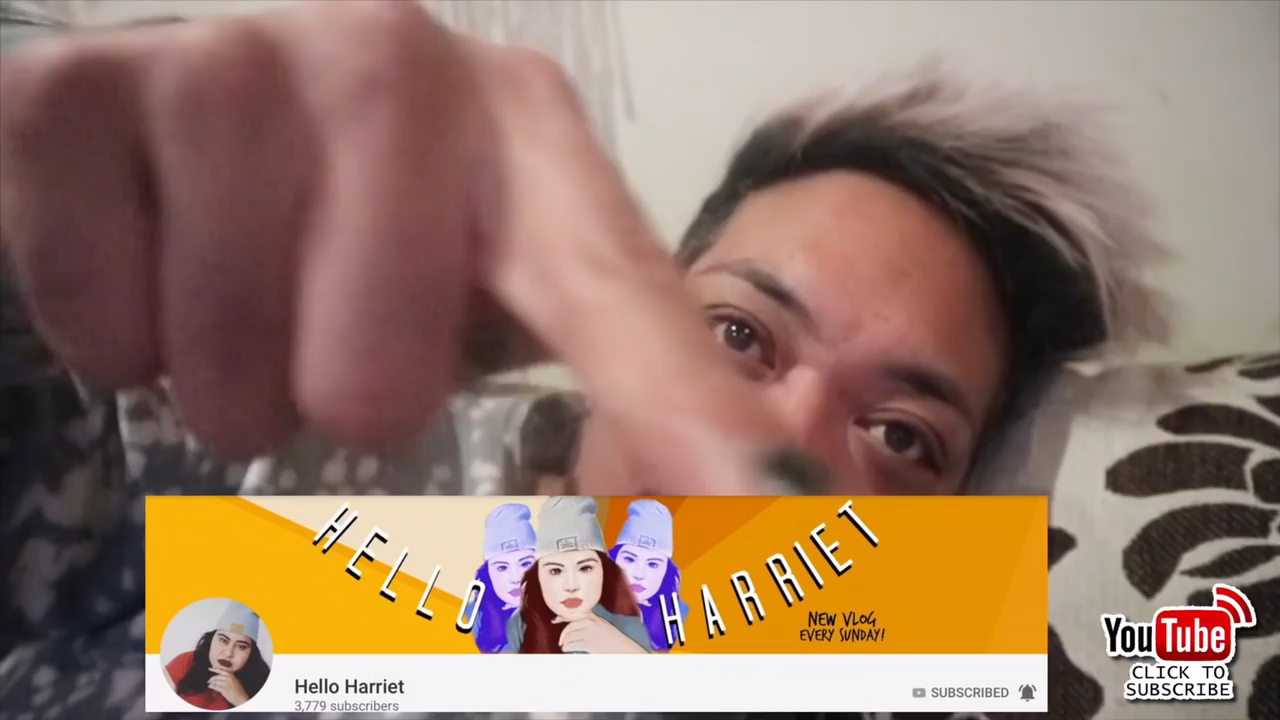 HELLO HARRIET
NEW VLOG
EVERY SUNDAY!
Hello Harriet
3,779 subscribers
SUBSCRIBED
YouTube
CLICK TO
SUBSCRIBE